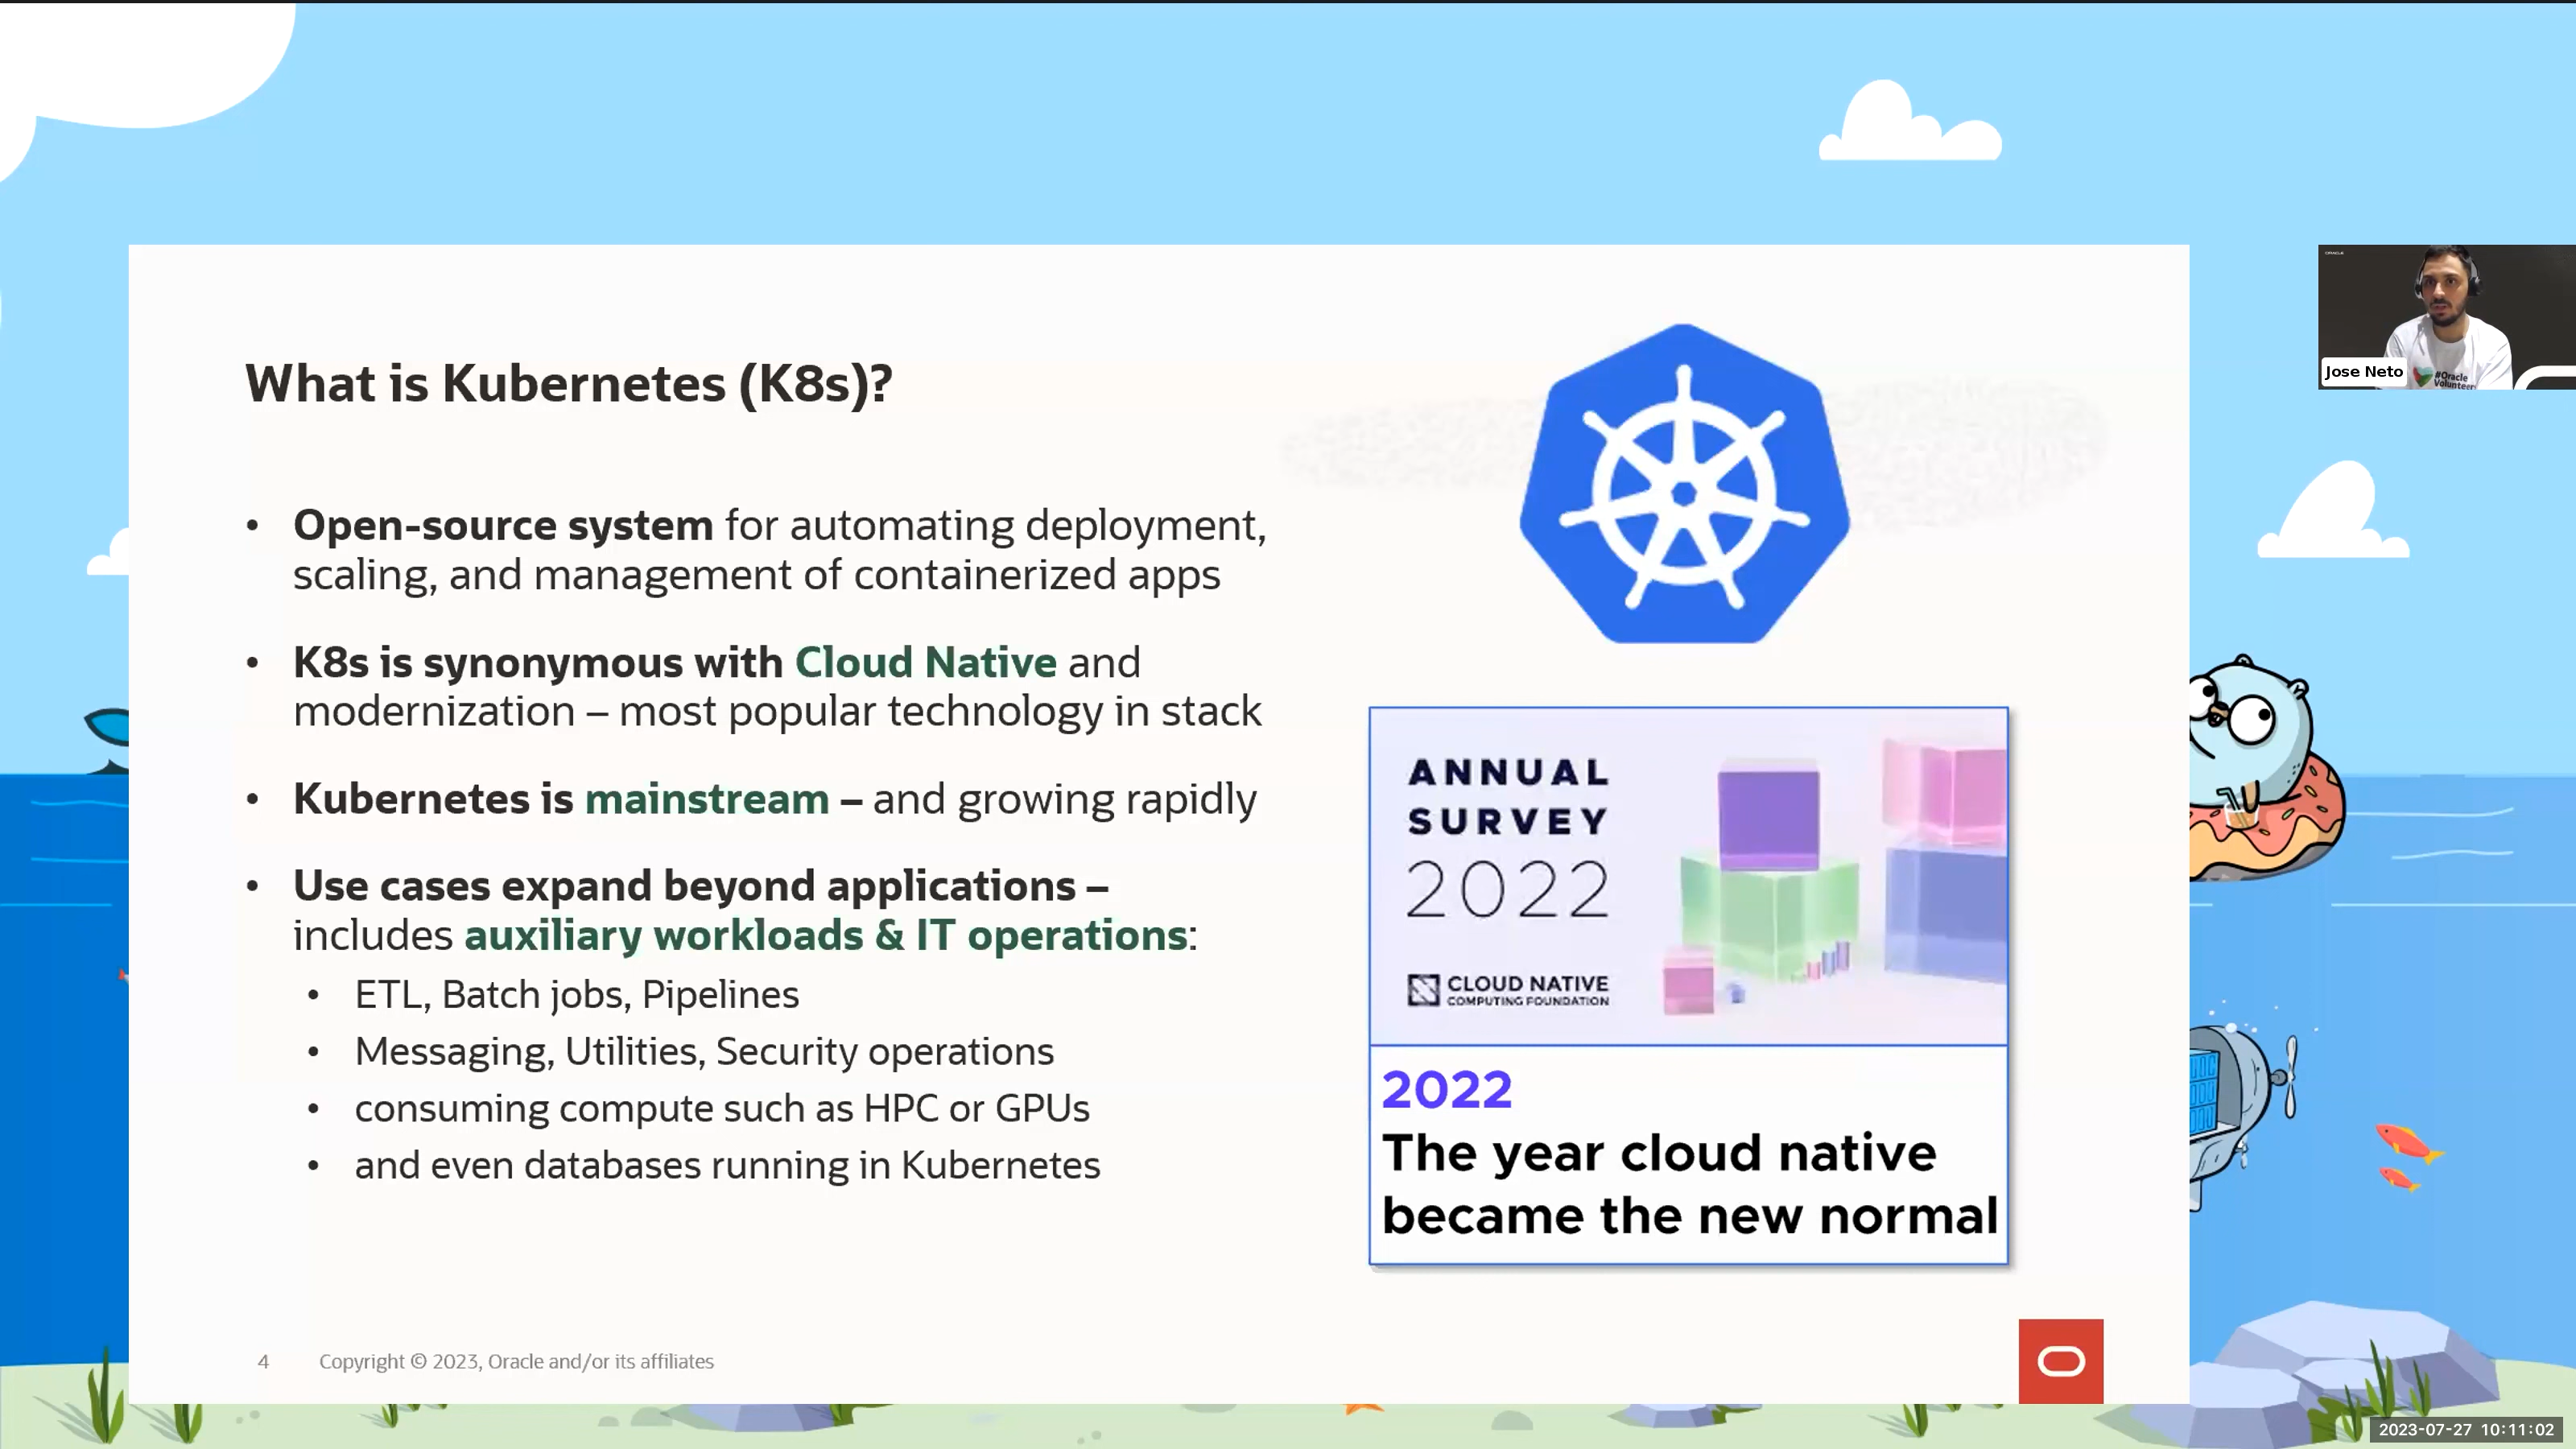 What is Kubernetes (K8s)?
• Open-source system for automating deployment,
scaling, and management of containerized apps
• K8s is synonymous with Cloud Native and
modernization – most popular technology in stack
• Kubernetes is mainstream – and growing rapidly
• Use cases expand beyond applications –
includes auxiliary workloads & IT operations:
• ETL, Batch jobs, Pipelines
• Messaging, Utilities, Security operations
• consuming compute such as HPC or GPUs
• and even databases running in Kubernetes
ANNUAL
SURVEY
2022
CLOUD NATIVE
COMPUTING FOUNDATION
2022
The year cloud native
became the new normal
4 Copyright © 2023, Oracle and/or its affiliates
ORACLE
#Oracle
Volunteer
Jose Neto
2023-07-27 10:11:02